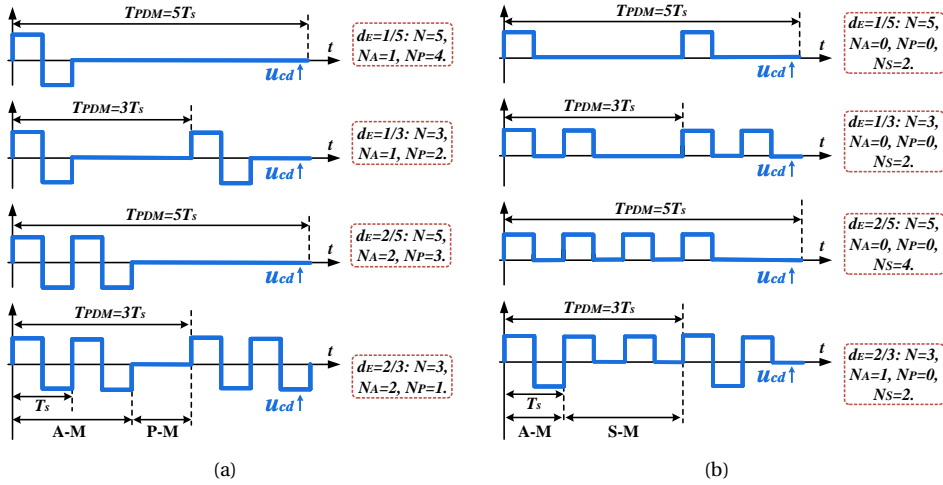 TPDM=5Ts
t
ucd
dE=1/5: N=5,
NA=1, NP=4.
TPDM=3Ts
t
ucd
dE=1/3: N=3,
NA=1, NP=2.
TPDM=5Ts
t
ucd
dE=2/5: N=5,
NA=2, NP=3.
TPDM=3Ts
t
ucd
Ts
A-M
P-M
dE=2/3: N=3,
NA=2, NP=1.
(a)
TPDM=5Ts
t
ucd
dE=1/5: N=5,
NA=0, NP=0,
NS=2.
TPDM=3Ts
t
ucd
dE=1/3: N=3,
NA=0, NP=0,
NS=2.
TPDM=5Ts
t
ucd
dE=2/5: N=5,
NA=0, NP=0,
NS=4.
TPDM=3Ts
t
ucd
Ts
A-M
S-M
dE=2/3: N=3,
NA=1, NP=0,
NS=2.
(b)